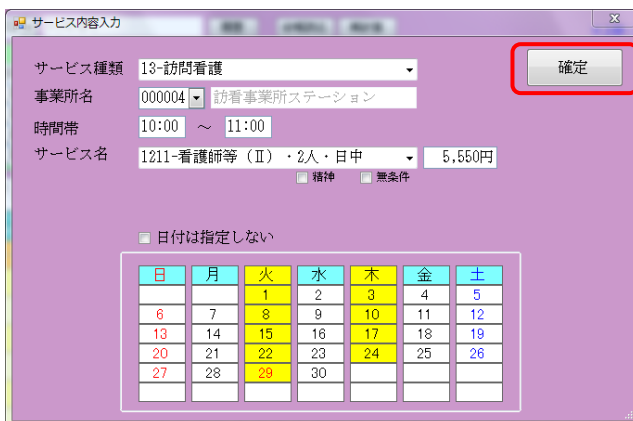 サービス内容入力
サービス種類 13-訪問看護 確定
事業所名 000004 訪看事業所ステーション
時間帯 10:00 ～ 11:00
サービス名 1211-看護師等（Ⅱ）・2人・日中 5,550円
精神 無条件
日付は指定しない
日 月 火 水 木 金 土
1 2 3 4 5
6 7 8 9 10 11 12
13 14 15 16 17 18 19
20 21 22 23 24 25 26
27 28 29 30